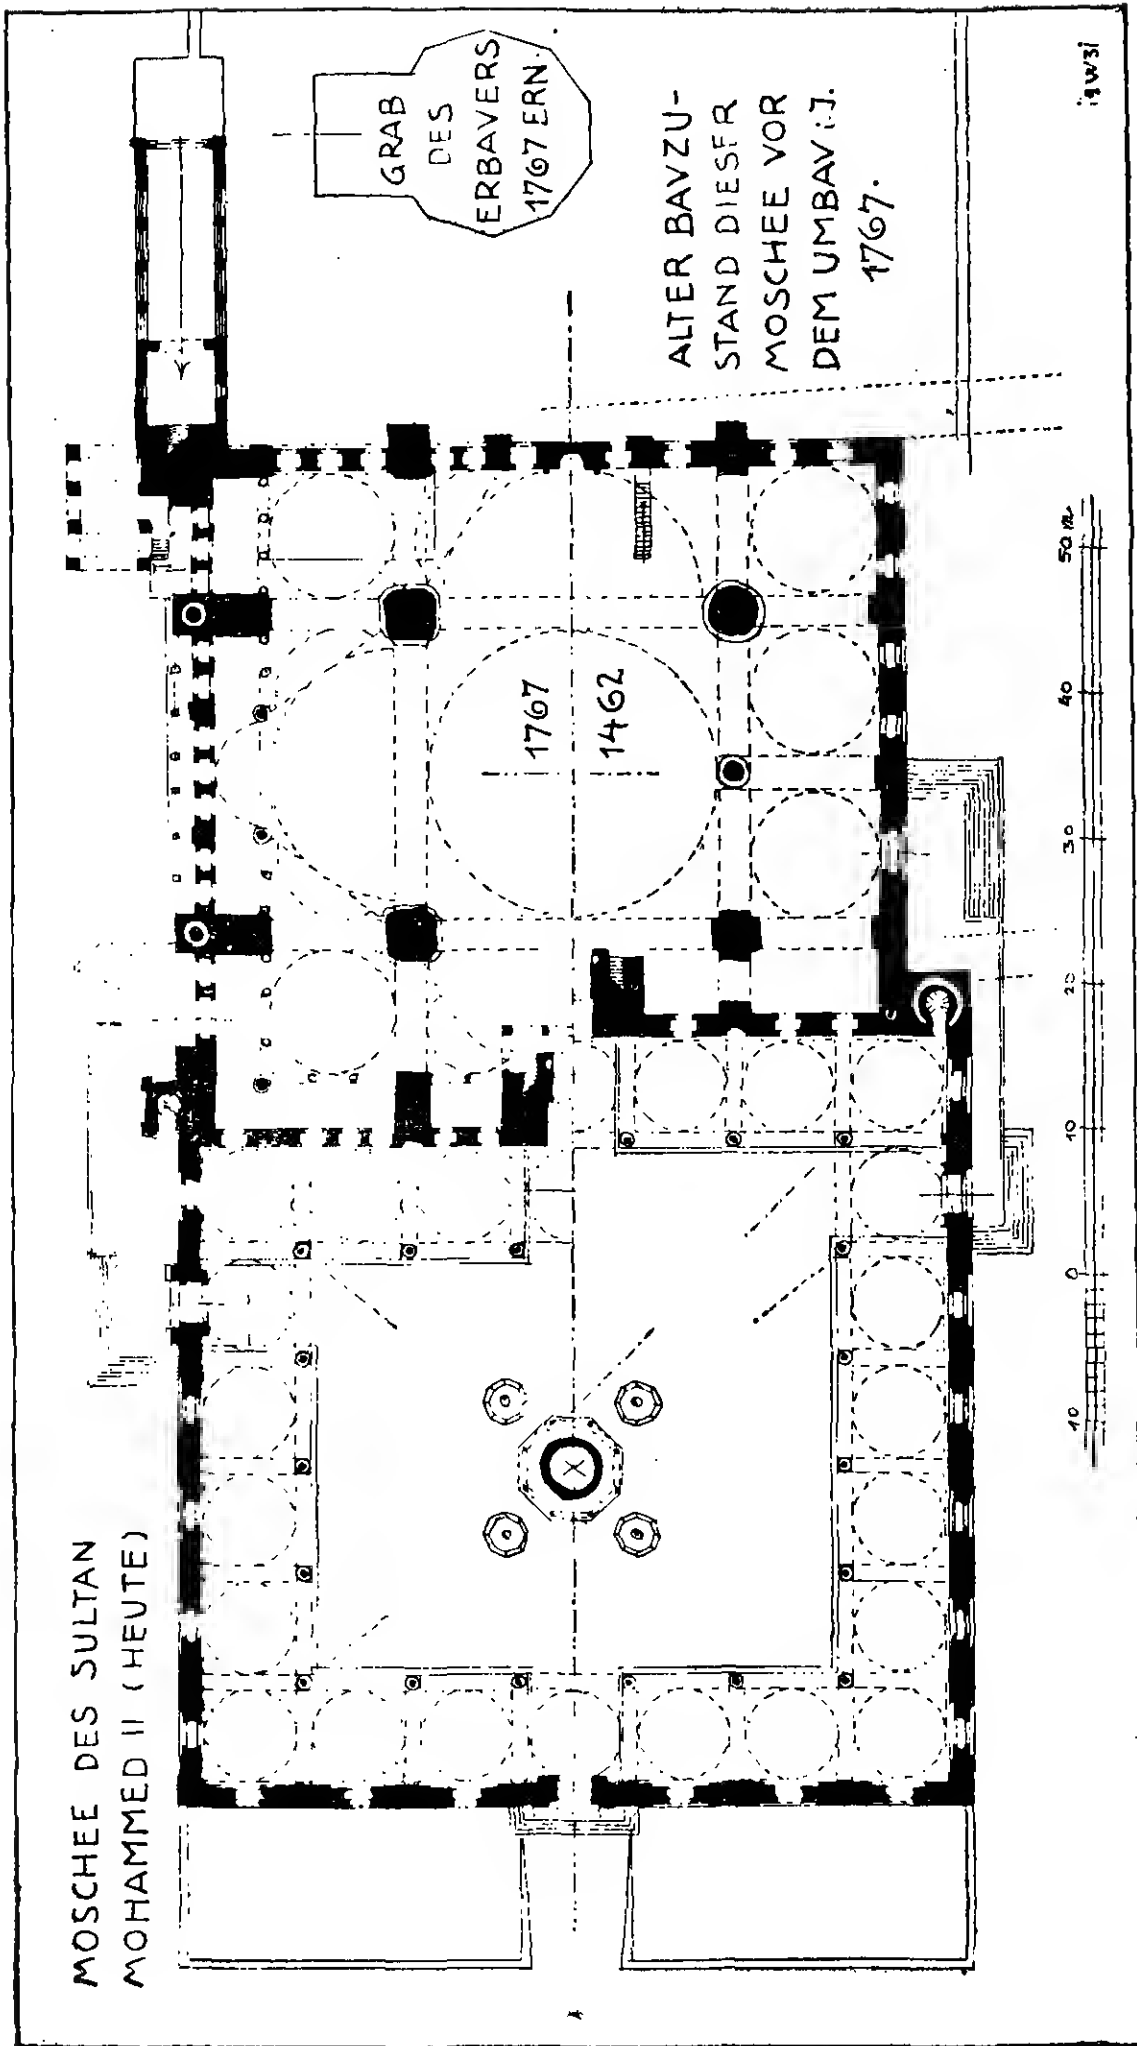 MOSCHEE DES SULTAN
MOHAMMED II (HEUTE)
GRAB
DES
ERBAVERS
1767 ERN.
ALTER BAVZU-
STAND DIESER
MOSCHEE VOR
DEM UMBAV i.J.
1767.
1767
1462
10 0 10 20 30 40 50 m